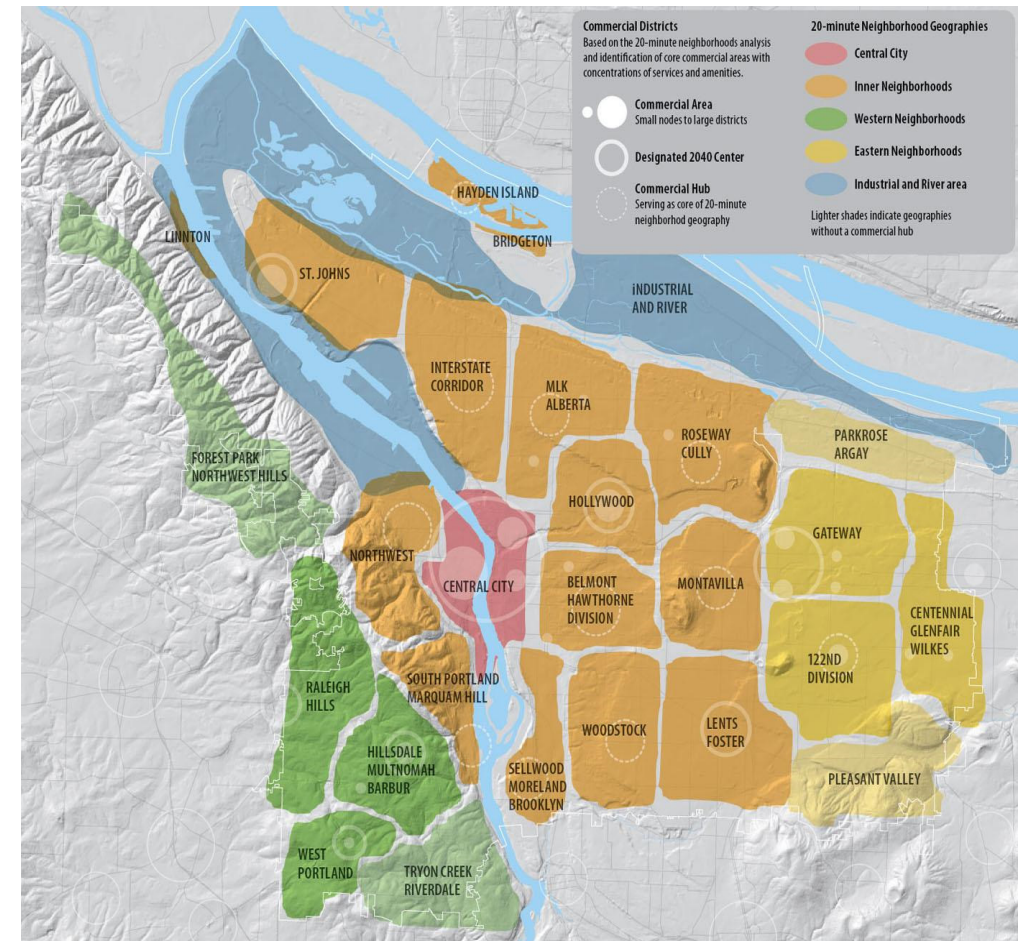 Commercial Districts
Based on the 20-minute neighborhoods analysis
and identification of core commercial areas with
concentrations of services and amenities.
Commercial Area
Small nodes to large districts
Designated 2040 Center
Commercial Hub
Serving as core of 20-minute
neighborhod geography
20-minute Neighborhood Geographies
Central City
Inner Neighborhoods
Western Neighborhoods
Eastern Neighborhoods
Industrial and River area
Lighter shades indicate geographies
without a commercial hub
HAYDEN ISLAND
BRIDGETON
LINNTON
ST. JOHNS
iNDUSTRIAL
AND RIVER
INTERSTATE
CORRIDOR
MLK
ALBERTA
ROSEWAY
CULLY
PARKROSE
ARGAY
FOREST PARK
NORTHWEST HILLS
HOLLYWOOD
GATEWAY
NORTHWEST
CENTRAL CITY
BELMONT
HAWTHORNE
DIVISION
MONTAVILLA
CENTENNIAL
GLENFAIR
WILKES
122ND
DIVISION
SOUTH PORTLAND
MARQUAM HILL
RALEIGH
HILLS
WOODSTOCK
LENTS
FOSTER
HILLSDALE
MULTNOMAH
BARBUR
SELLWOOD
MORELAND
BROOKLYN
PLEASANT VALLEY
WEST
PORTLAND
TRYON CREEK
RIVERDALE